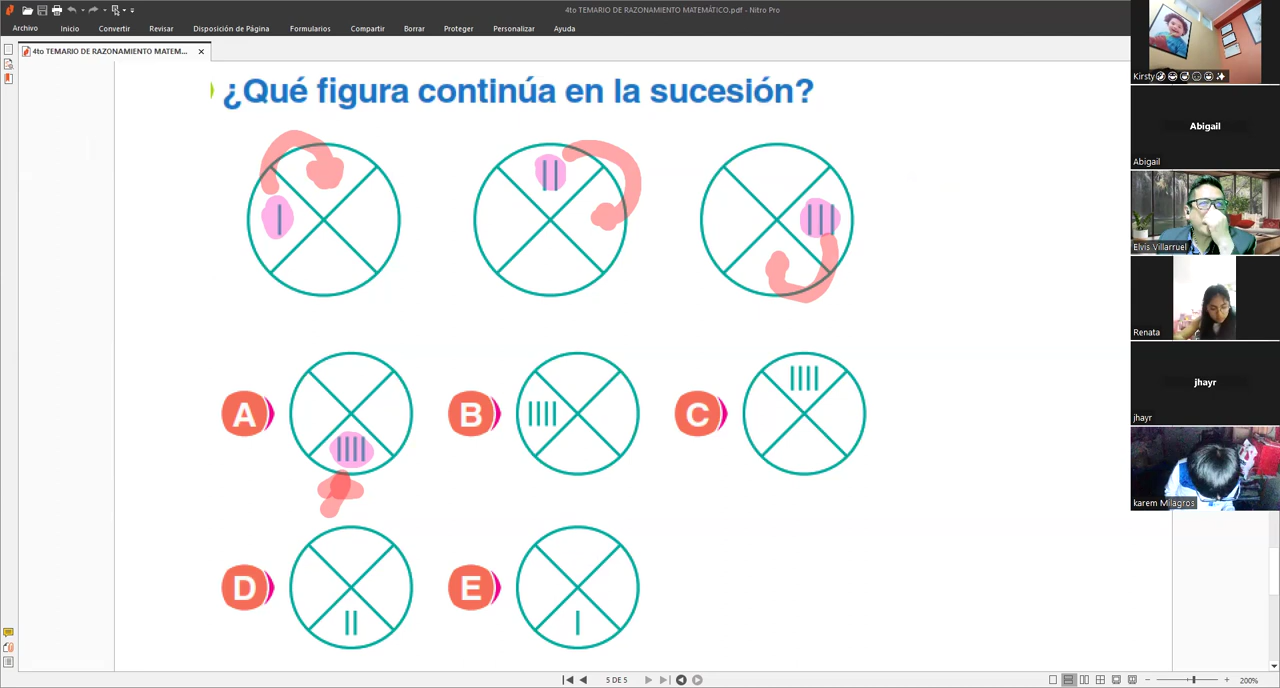 4to TEMARIO DE RAZONAMIENTO MATEMÁTICO.pdf - Nitro Pro
Archivo Inicio Convertir Revisar Disposición de Página Formularios Compartir Borrar Proteger Personalizar Ayuda
4to TEMARIO DE RAZONAMIENTO MATEM...
¿Qué figura continúa en la sucesión?
A
B
C
D
E
5 DE 5
200%
Kirsty
Abigail
Abigail
Elvis Villarruel
Renata
jhayr
jhayr
karem Milagros